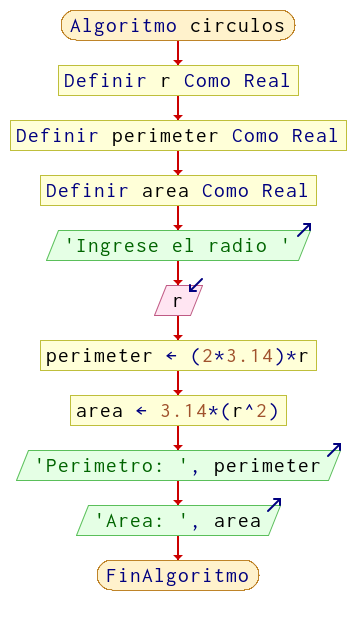 Algoritmo circulos
Definir r Como Real
Definir perimeter Como Real
Definir area Como Real
'Ingrese el radio '
r
perimeter ← (2*3.14)*r
area ← 3.14*(r^2)
'Perimetro: ', perimeter
'Area: ', area
FinAlgoritmo